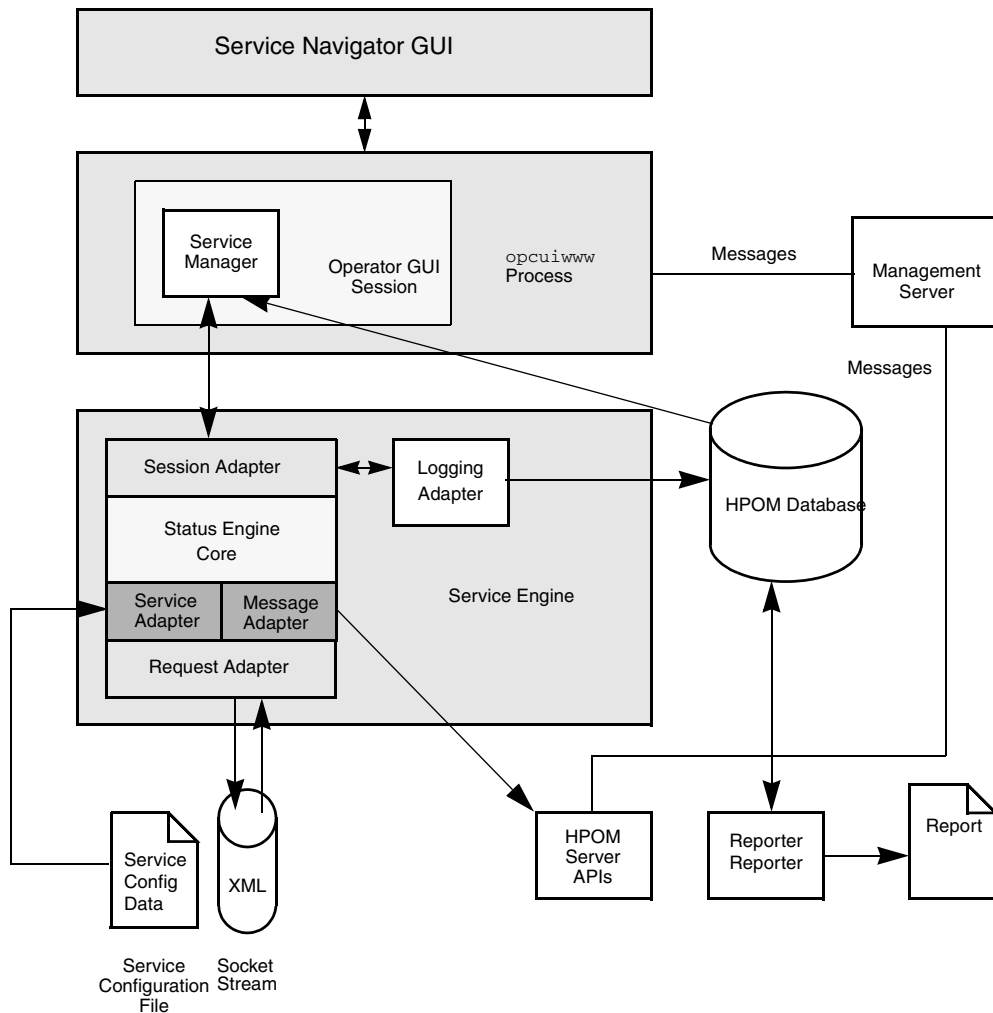 Service Navigator GUI
Service
Manager
Operator GUI
Session
opcuiwww
Process
Messages
Management
Server
Messages
Session Adapter
Logging
Adapter
HPOM Database
Status Engine
Core
Service
Adapter
Message
Adapter
Service Engine
Request Adapter
Service
Config
Data
XML
HPOM
Server
APIs
Reporter
Reporter
Report
Service
Configuration
File
Socket
Stream